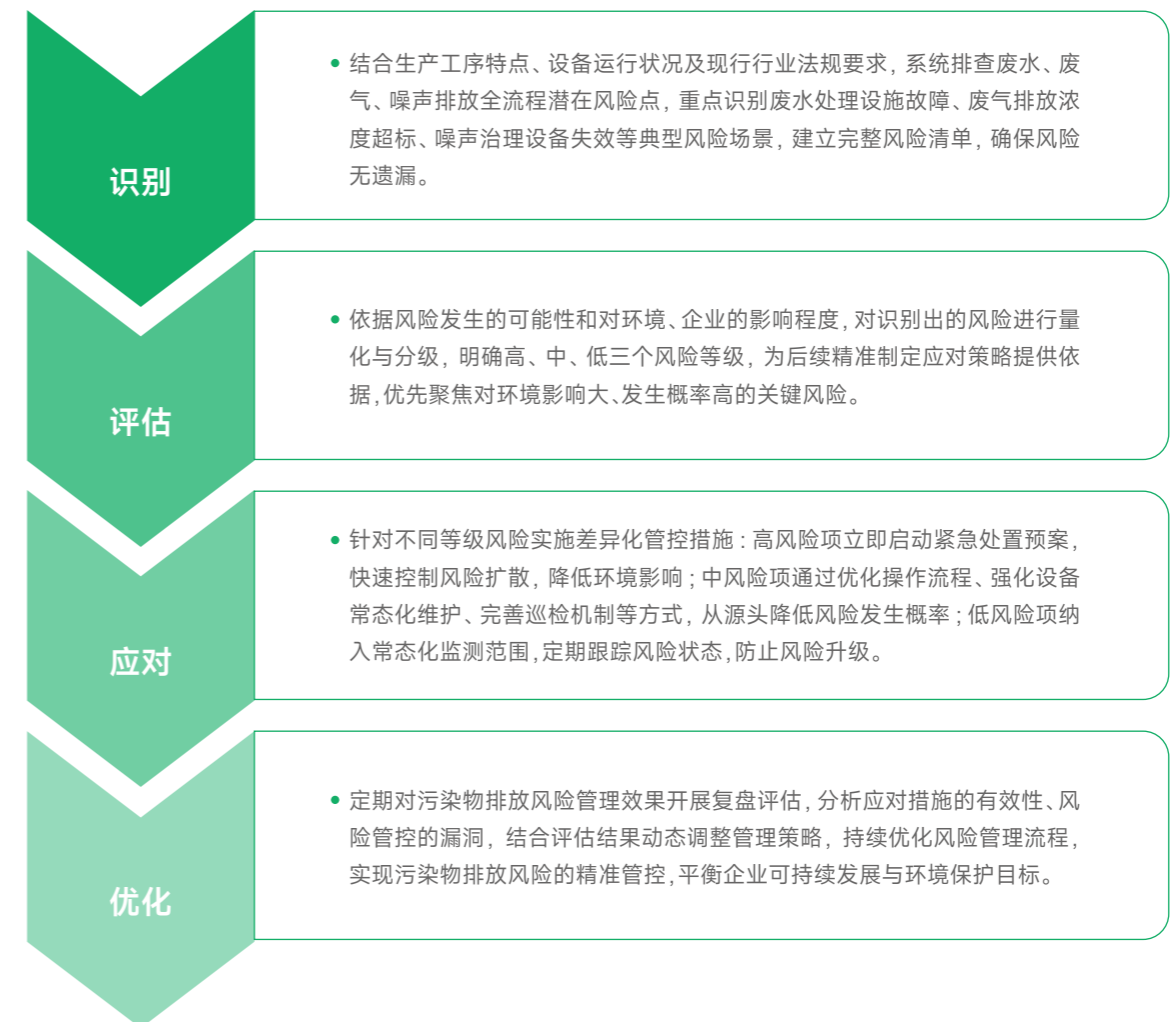 识别
• 结合生产工序特点、设备运行状况及现行行业法规要求, 系统排查废水、废
气、噪声排放全流程潜在风险点, 重点识别废水处理设施故障、废气排放浓
度超标、噪声治理设备失效等典型风险场景, 建立完整风险清单, 确保风险
无遗漏。
评估
• 依据风险发生的可能性和对环境、企业的影响程度, 对识别出的风险进行量
化与分级, 明确高、中、低三个风险等级, 为后续精准制定应对策略提供依
据,优先聚焦对环境影响大、发生概率高的关键风险。
应对
• 针对不同等级风险实施差异化管控措施 : 高风险项立即启动紧急处置预案,
快速控制风险扩散, 降低环境影响 ; 中风险项通过优化操作流程、强化设备
常态化维护、完善巡检机制等方式, 从源头降低风险发生概率 ; 低风险项纳
入常态化监测范围,定期跟踪风险状态,防止风险升级。
优化
• 定期对污染物排放风险管理效果开展复盘评估, 分析应对措施的有效性、风
险管控的漏洞, 结合评估结果动态调整管理策略, 持续优化风险管理流程,
实现污染物排放风险的精准管控,平衡企业可持续发展与环境保护目标。